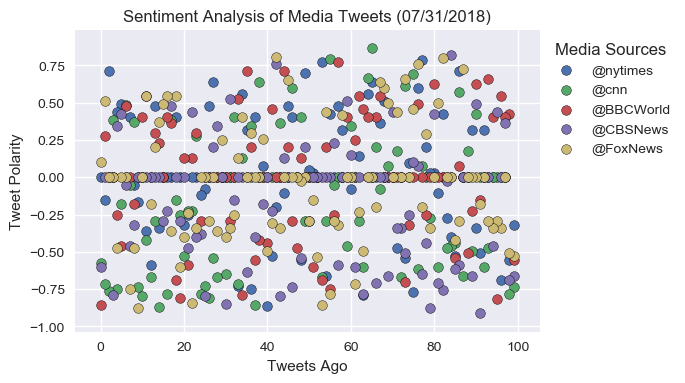 Sentiment Analysis of Media Tweets (07/31/2018)
Media Sources
@nytimes
@cnn
@BBCWorld
@CBSNews
@FoxNews
Tweet Polarity
0.75
0.50
0.25
0.00
−0.25
−0.50
−0.75
−1.00
0 20 40 60 80 100
Tweets Ago